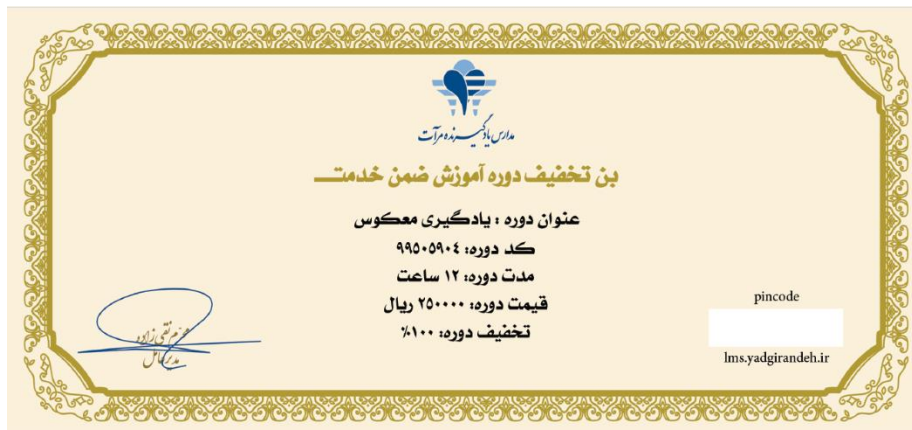 مدارس یادگیرنده مرآت
بن تخفیف دوره آموزش ضمن خدمت
عنوان دوره : یادگیری معکوس
کد دوره: ۹۹۵۰۵۹۰۴
مدت دوره: ۱۲ ساعت
قیمت دوره: ۲۵۰۰۰۰ ریال
تخفیف دوره: ۱۰۰٪
pincode
lms.yadgirandeh.ir
مدیرعامل